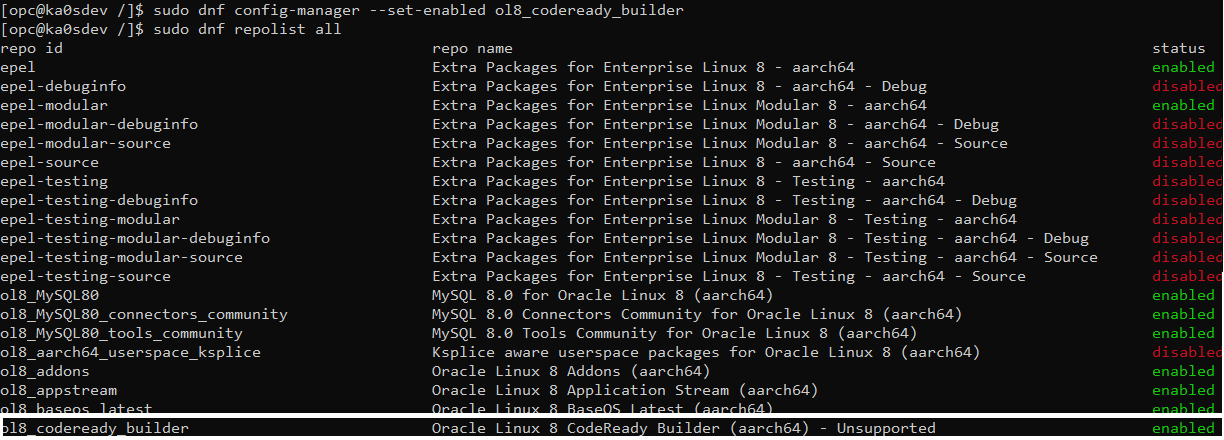 [opc@ka0sdev /]$ sudo dnf config-manager --set-enabled ol8_codeready_builder
[opc@ka0sdev /]$ sudo dnf repolist all
repo id repo name status
epel Extra Packages for Enterprise Linux 8 - aarch64 enabled
epel-debuginfo Extra Packages for Enterprise Linux 8 - aarch64 - Debug disabled
epel-modular Extra Packages for Enterprise Linux Modular 8 - aarch64 enabled
epel-modular-debuginfo Extra Packages for Enterprise Linux Modular 8 - aarch64 - Debug disabled
epel-modular-source Extra Packages for Enterprise Linux Modular 8 - aarch64 - Source disabled
epel-source Extra Packages for Enterprise Linux 8 - aarch64 - Source disabled
epel-testing Extra Packages for Enterprise Linux 8 - Testing - aarch64 disabled
epel-testing-debuginfo Extra Packages for Enterprise Linux 8 - Testing - aarch64 - Debug disabled
epel-testing-modular Extra Packages for Enterprise Linux Modular 8 - Testing - aarch64 disabled
epel-testing-modular-debuginfo Extra Packages for Enterprise Linux Modular 8 - Testing - aarch64 - Debug disabled
epel-testing-modular-source Extra Packages for Enterprise Linux Modular 8 - Testing - aarch64 - Source disabled
epel-testing-source Extra Packages for Enterprise Linux 8 - Testing - aarch64 - Source disabled
ol8_MySQL80 MySQL 8.0 for Oracle Linux 8 (aarch64) enabled
ol8_MySQL80_connectors_community MySQL 8.0 Connectors Community for Oracle Linux 8 (aarch64) enabled
ol8_MySQL80_tools_community MySQL 8.0 Tools Community for Oracle Linux 8 (aarch64) enabled
ol8_aarch64_userspace_ksplice Ksplice aware userspace packages for Oracle Linux 8 (aarch64) disabled
ol8_addons Oracle Linux 8 Addons (aarch64) enabled
ol8_appstream Oracle Linux 8 Application Stream (aarch64) enabled
ol8_baseos_latest Oracle Linux 8 BaseOS Latest (aarch64) enabled
ol8_codeready_builder Oracle Linux 8 CodeReady Builder (aarch64) - Unsupported enabled